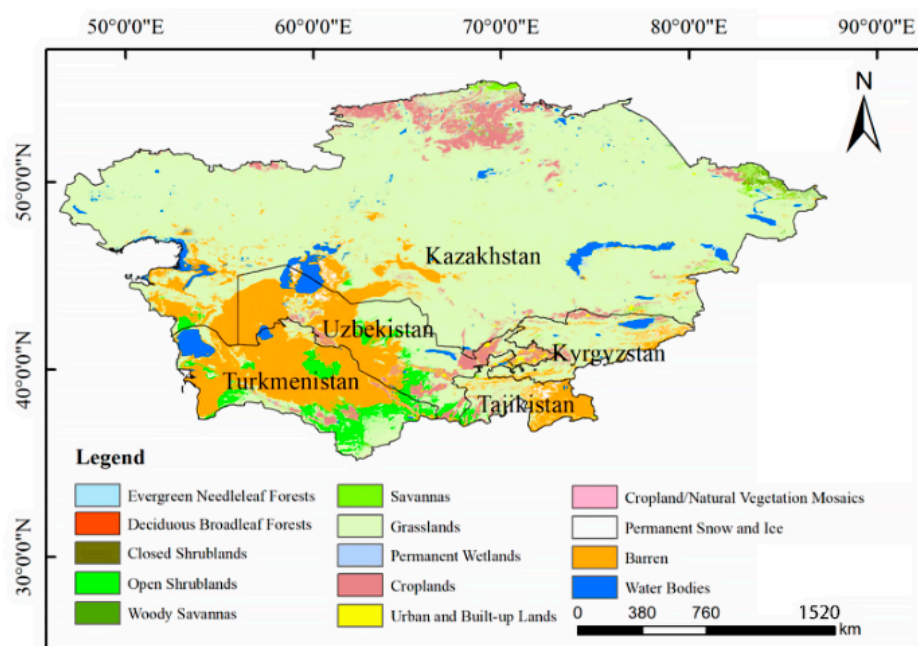 50°0'0"E 60°0'0"E 70°0'0"E 80°0'0"E 90°0'0"E
N
50°0'0"N
Kazakhstan
Uzbekistan
Kyrgyzstan
40°0'0"N
Turkmenistan
Tajikistan
Legend
Evergreen Needleleaf Forests
Deciduous Broadleaf Forests
Closed Shrublands
Open Shrublands
Woody Savannas
Savannas
Grasslands
Permanent Wetlands
Croplands
Urban and Built-up Lands
Cropland/Natural Vegetation Mosaics
Permanent Snow and Ice
Barren
Water Bodies
30°0'0"N
0 380 760 1520
km